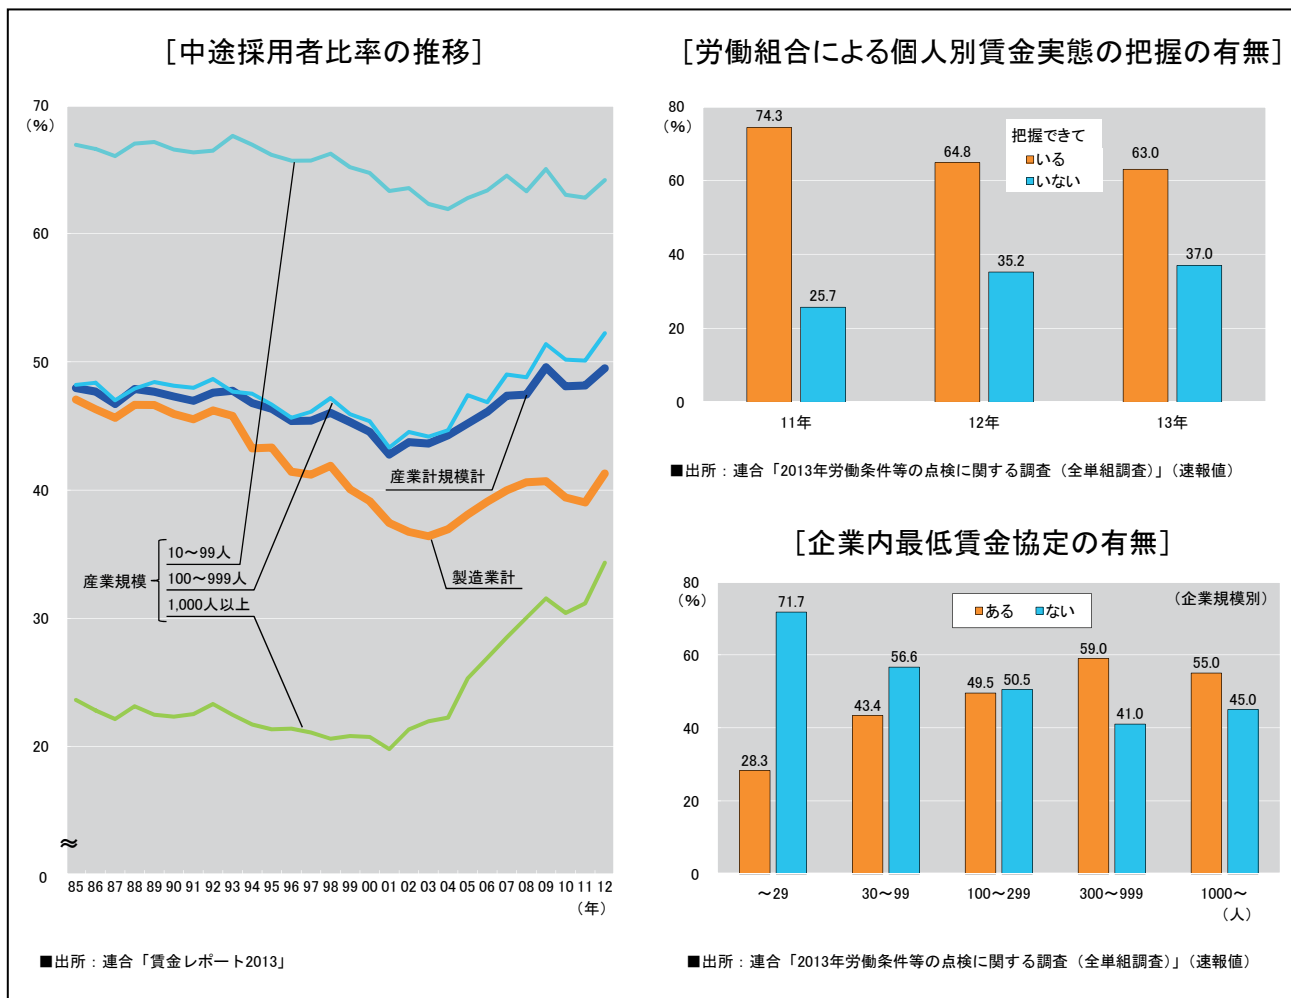 ［中途採用者比率の推移］
70
（％）
60
50
40
30
20
≈
0
産業計規模計
製造業計
産業規模
10～99人
100～999人
1,000人以上
85 86 87 88 89 90 91 92 93 94 95 96 97 98 99 00 01 02 03 04 05 06 07 08 09 10 11 12
（年）
■出所：連合「賃金レポート2013」
［労働組合による個人別賃金実態の把握の有無］
80
（％）
60
40
20
0
把握できて
いる
いない
74.3
25.7
64.8
35.2
63.0
37.0
11年 12年 13年
■出所：連合「2013年労働条件等の点検に関する調査（全単組調査）」（速報値）
［企業内最低賃金協定の有無］
80
（％）
60
40
20
0
ある ない
（企業規模別）
28.3
71.7
43.4
56.6
49.5
50.5
59.0
41.0
55.0
45.0
～29 30～99 100～299 300～999 1000～
（人）
■出所：連合「2013年労働条件等の点検に関する調査（全単組調査）」（速報値）